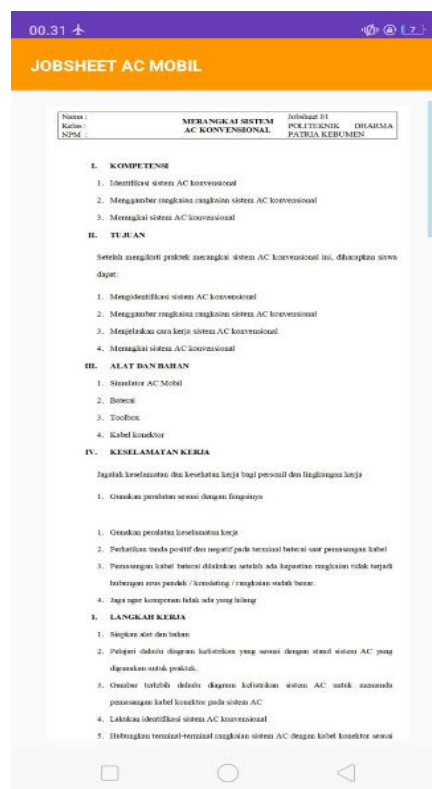 00.31
7
JOBSHEET AC MOBIL
Nama :
Kelas :
NPM :
MERANGKAI SISTEM
AC KONVENSIONAL
Jobsheet 01
POLITEKNIK DHARMA
PATRIA KEBUMEN
I. KOMPETENSI
1. Identifikasi sistem AC konvensional
2. Menggambar rangkaian rangkaian sistem AC konvensional
3. Merangkai sistem AC konvensional
II. TUJUAN
Setelah mengikuti praktek merangkai sistem AC konvensional ini, diharapkan siswa
dapat:
1. Mengidentifikasi sistem AC konvensional
2. Menggambar rangkaian rangkaian sistem AC konvensional
3. Menjelaskan cara kerja sistem AC konvensional
4. Merangkai sistem AC konvensional
III. ALAT DAN BAHAN
1. Simulator AC Mobil
2. Baterai
3. Toolbox
4. Kabel konektor
IV. KESELAMATAN KERJA
Jagalah keselamatan dan kesehatan kerja bagi personil dan lingkungan kerja
1. Gunakan peralatan sesuai dengan fungsinya
1. Gunakan peralatan keselamatan kerja
2. Perhatikan tanda positif dan negatif pada terminal baterai saat pemasangan kabel
3. Pemasangan kabel baterai dilakukan setelah ada kepastian rangkaian tidak terjadi
hubungan arus pendek / konsleting / rangkaian sudah benar.
4. Jaga agar komponen tidak ada yang hilang
I. LANGKAH KERJA
1. Siapkan alat dan bahan
2. Pelajari dahulu diagram kelistrikan yang sesuai dengan stand sistem AC yang
digunakan untuk praktek.
3. Gambar terlebih dahulu diagram kelistrikan sistem AC untuk memandu
pemasangan kabel konektor pada sistem AC
4. Lakukan identifikasi sistem AC konvensional
5. Hubungkan terminal-terminal rangkaian sistem AC dengan kabel konektor sesuai